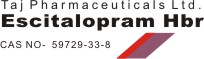 Taj Pharmaceuticals Ltd.
Escitalopram Hbr
CAS NO- 59729-33-8